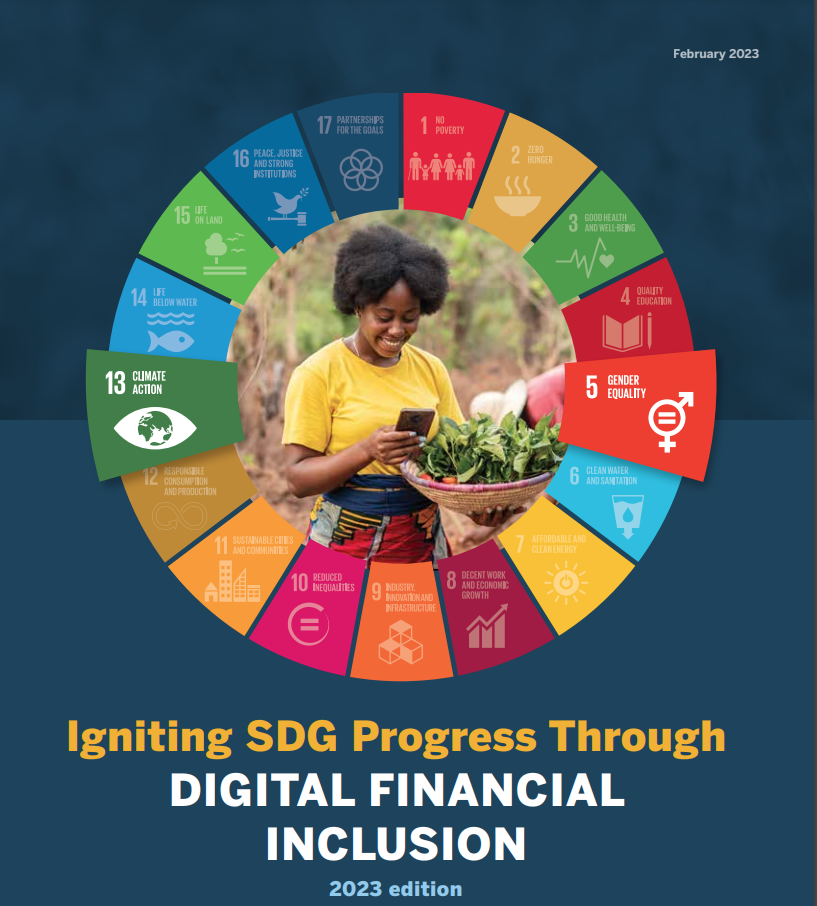 February 2023
17 PARTNERSHIPS
FOR THE GOALS
1 NO
POVERTY
2 ZERO
HUNGER
3 GOOD HEALTH
AND WELL-BEING
4 QUALITY
EDUCATION
5 GENDER
EQUALITY
6 CLEAN WATER
AND SANITATION
7 AFFORDABLE AND
CLEAN ENERGY
8 DECENT WORK
AND ECONOMIC
GROWTH
9 INDUSTRY,
INNOVATION AND
INFRASTRUCTURE
10 REDUCED
INEQUALITIES
11 SUSTAINABLE CITIES
AND COMMUNITIES
12 RESPONSIBLE
CONSUMPTION
AND PRODUCTION
13 CLIMATE
ACTION
14 LIFE
BELOW WATER
15 LIFE
ON LAND
16 PEACE, JUSTICE
AND STRONG
INSTITUTIONS
Igniting SDG Progress Through
DIGITAL FINANCIAL
INCLUSION
2023 edition